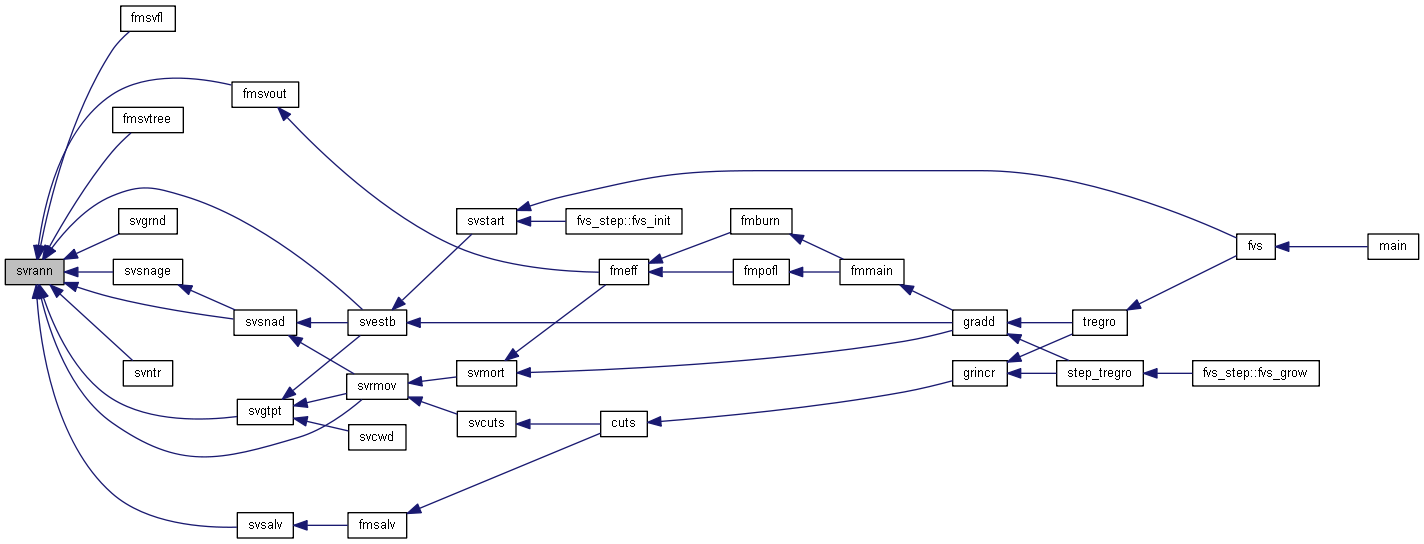 fmsvfl
fmsvout
fmsvtree
svgrnd
svstart
fvs_step::fvs_init
fmburn
fvs
main
svrann
svsnage
fmeff
fmpofl
fmmain
svsnad
svestb
gradd
tregro
svntr
svrmov
svmort
grincr
step_tregro
fvs_step::fvs_grow
svgtpt
svcwd
svcuts
cuts
svsalv
fmsalv